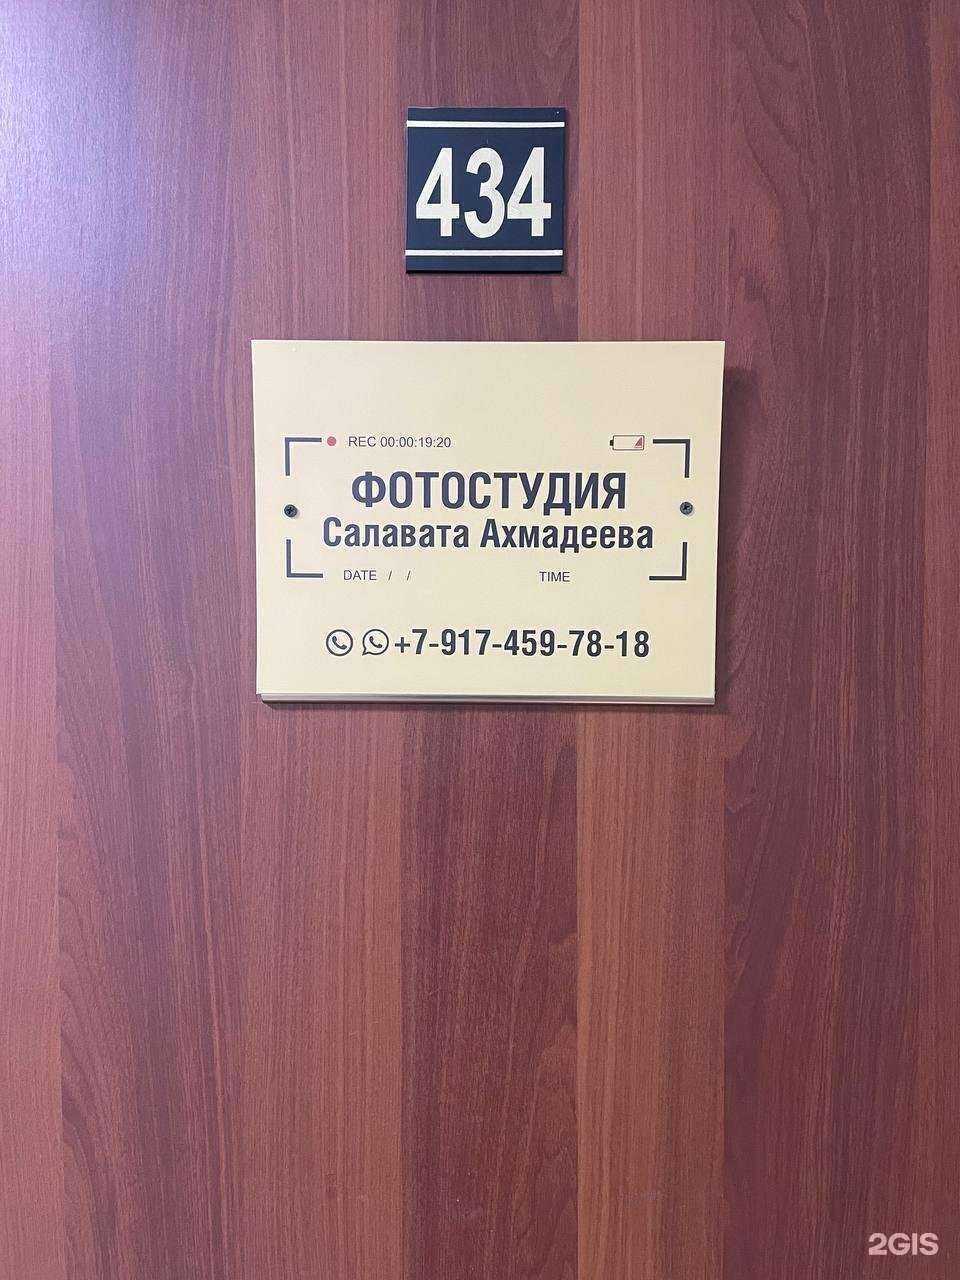 434
REC 00:00:19:20
ФОТОСТУДИЯ
Салавата Ахмадеева
DATE / / TIME
+7-917-459-78-18
2GIS